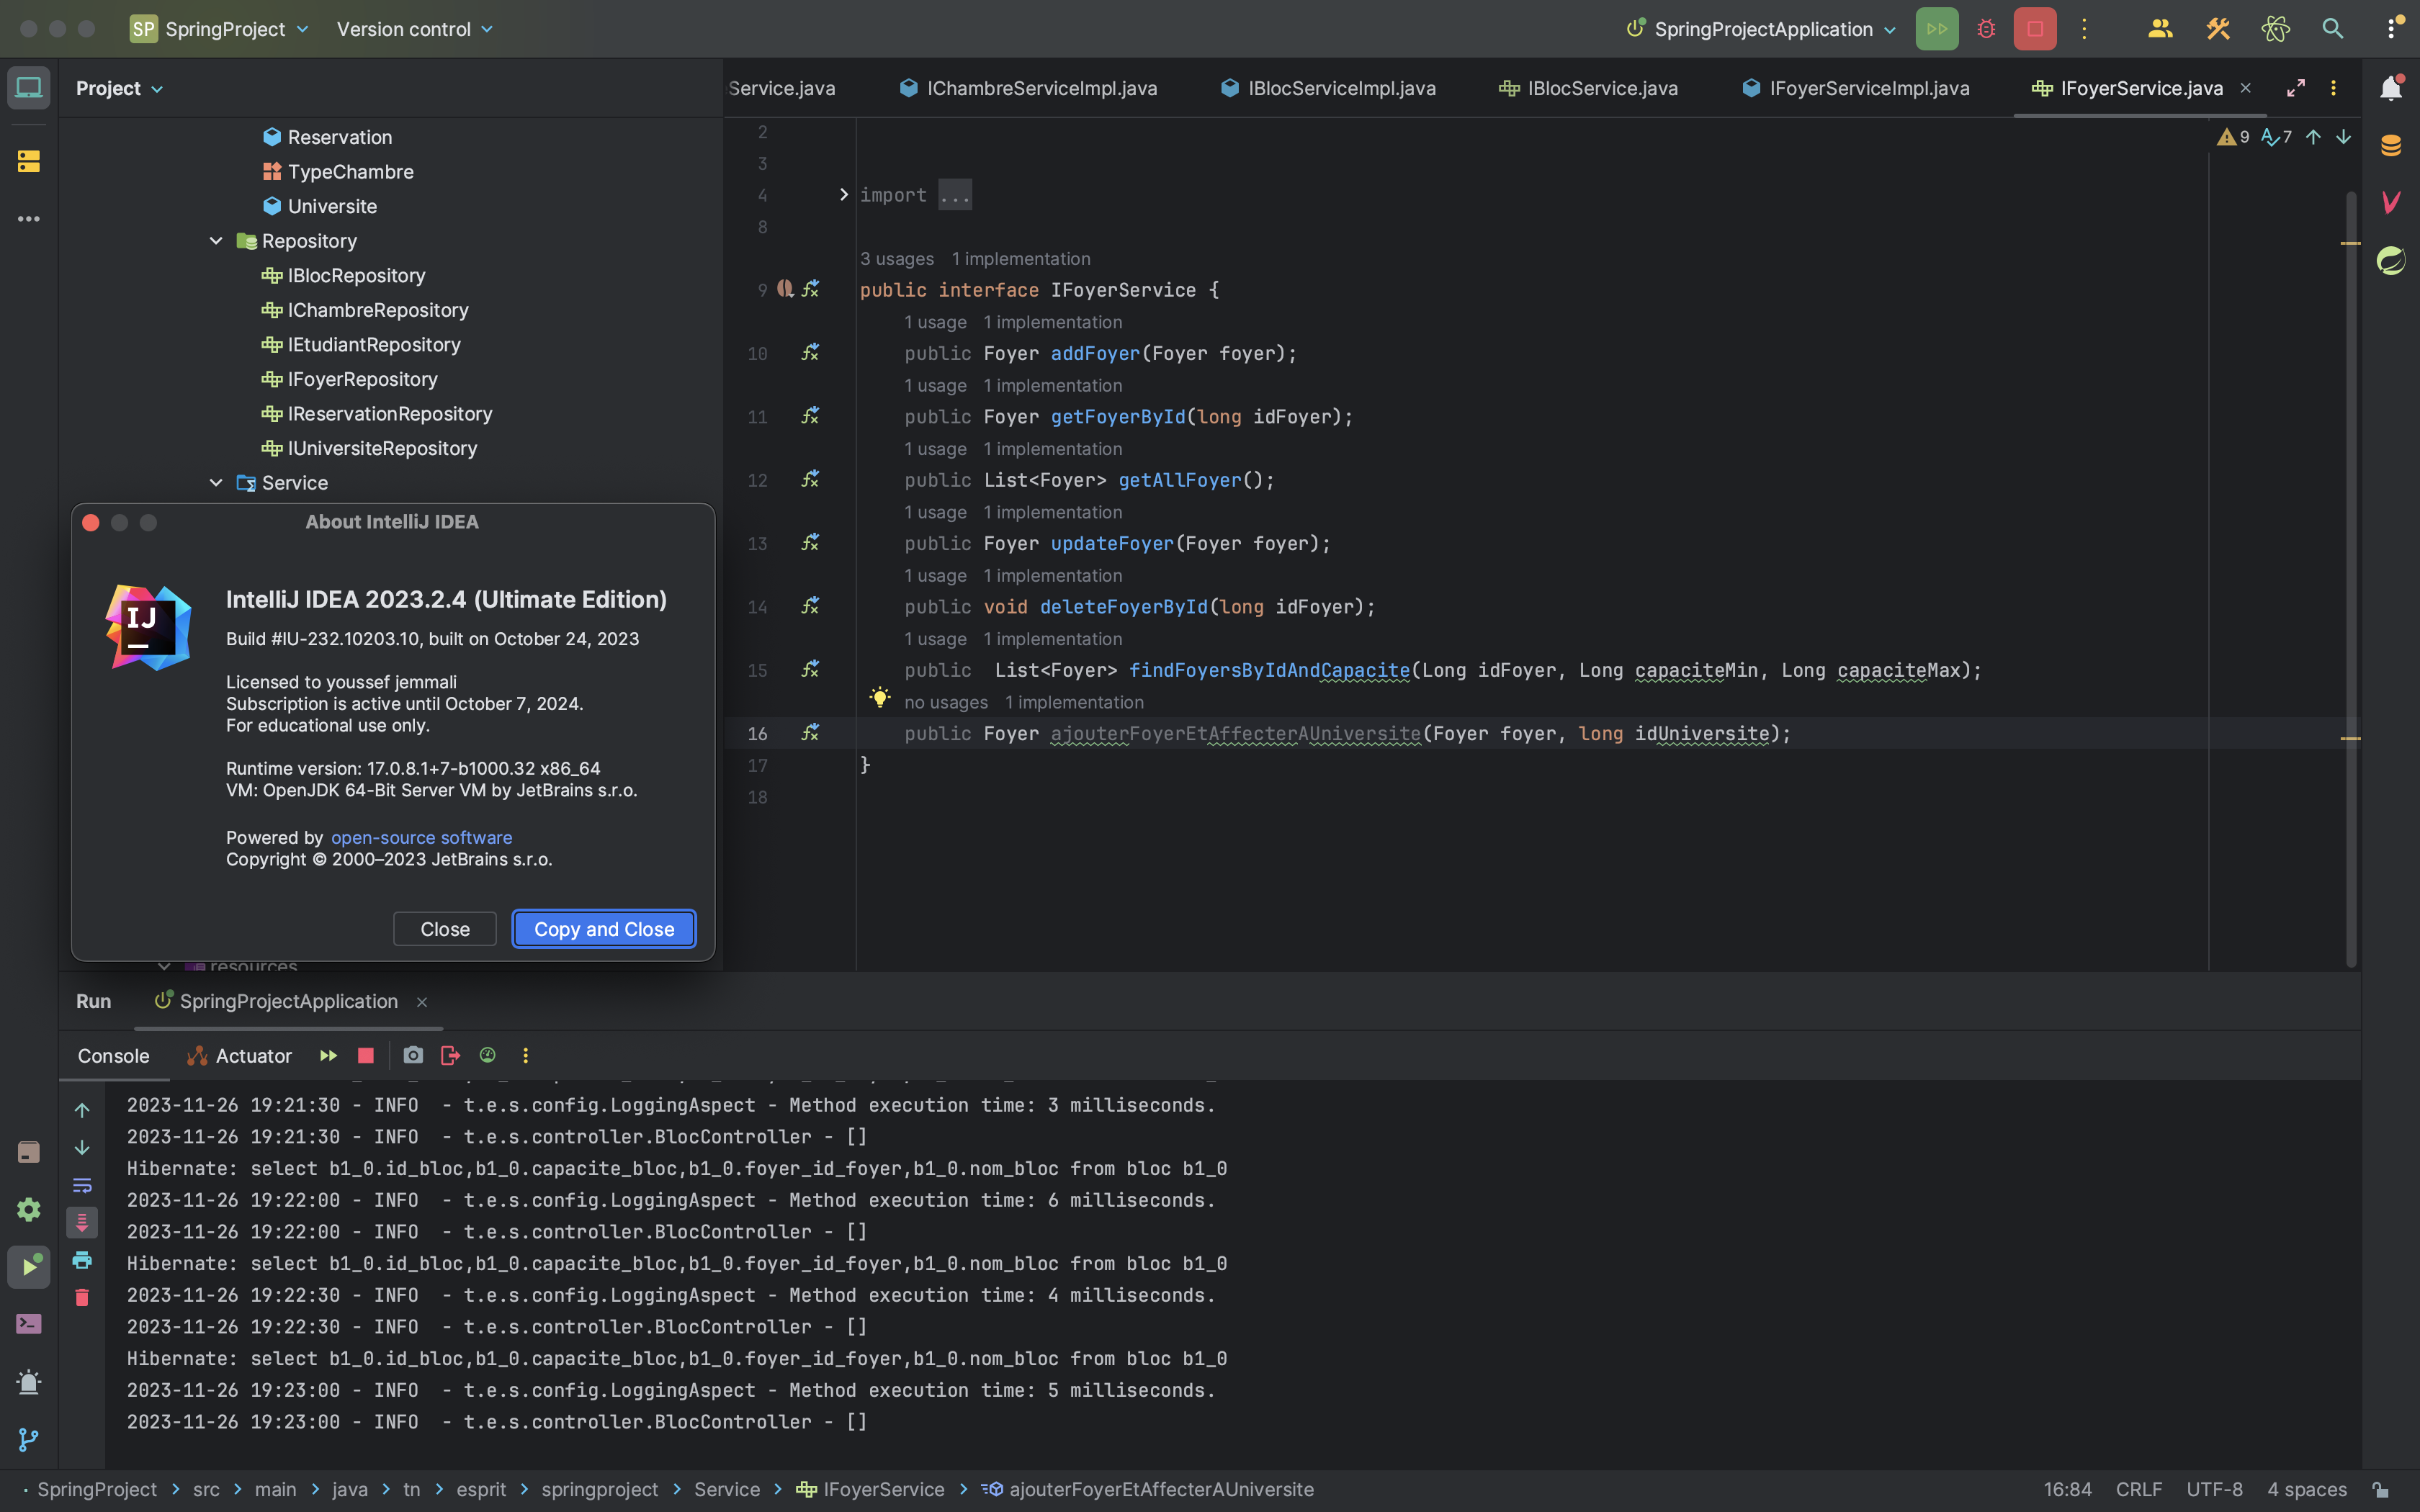 SP SpringProject Version control SpringProjectApplication
Project
Service.java IChambreServiceImpl.java IBlocServiceImpl.java IBlocService.java IFoyerServiceImpl.java IFoyerService.java
Reservation
TypeChambre
Universite
Repository
IBlocRepository
IChambreRepository
IEtudiantRepository
IFoyerRepository
IReservationRepository
IUniversiteRepository
Service
resources
About IntelliJ IDEA
IJ
IntelliJ IDEA 2023.2.4 (Ultimate Edition)
Build #IU-232.10203.10, built on October 24, 2023
Licensed to youssef jemmali
Subscription is active until October 7, 2024.
For educational use only.
Runtime version: 17.0.8.1+7-b1000.32 x86_64
VM: OpenJDK 64-Bit Server VM by JetBrains s.r.o.
Powered by open-source software
Copyright © 2000–2023 JetBrains s.r.o.
Close Copy and Close
9 7
2
3
4 import ...
8
3 usages 1 implementation
9 public interface IFoyerService {
1 usage 1 implementation
10 public Foyer addFoyer(Foyer foyer);
1 usage 1 implementation
11 public Foyer getFoyerById(long idFoyer);
1 usage 1 implementation
12 public List<Foyer> getAllFoyer();
1 usage 1 implementation
13 public Foyer updateFoyer(Foyer foyer);
1 usage 1 implementation
14 public void deleteFoyerById(long idFoyer);
1 usage 1 implementation
15 public List<Foyer> findFoyersByIdAndCapacite(Long idFoyer, Long capaciteMin, Long capaciteMax);
no usages 1 implementation
16 public Foyer ajouterFoyerEtAffecterAUniversite(Foyer foyer, long idUniversite);
17 }
18
Run SpringProjectApplication
Console Actuator
2023-11-26 19:21:30 - INFO - t.e.s.config.LoggingAspect - Method execution time: 3 milliseconds.
2023-11-26 19:21:30 - INFO - t.e.s.controller.BlocController - []
Hibernate: select b1_0.id_bloc,b1_0.capacite_bloc,b1_0.foyer_id_foyer,b1_0.nom_bloc from bloc b1_0
2023-11-26 19:22:00 - INFO - t.e.s.config.LoggingAspect - Method execution time: 6 milliseconds.
2023-11-26 19:22:00 - INFO - t.e.s.controller.BlocController - []
Hibernate: select b1_0.id_bloc,b1_0.capacite_bloc,b1_0.foyer_id_foyer,b1_0.nom_bloc from bloc b1_0
2023-11-26 19:22:30 - INFO - t.e.s.config.LoggingAspect - Method execution time: 4 milliseconds.
2023-11-26 19:22:30 - INFO - t.e.s.controller.BlocController - []
Hibernate: select b1_0.id_bloc,b1_0.capacite_bloc,b1_0.foyer_id_foyer,b1_0.nom_bloc from bloc b1_0
2023-11-26 19:23:00 - INFO - t.e.s.config.LoggingAspect - Method execution time: 5 milliseconds.
2023-11-26 19:23:00 - INFO - t.e.s.controller.BlocController - []
SpringProject > src > main > java > tn > esprit > springproject > Service > IFoyerService > ajouterFoyerEtAffecterAUniversite 16:84 CRLF UTF-8 4 spaces